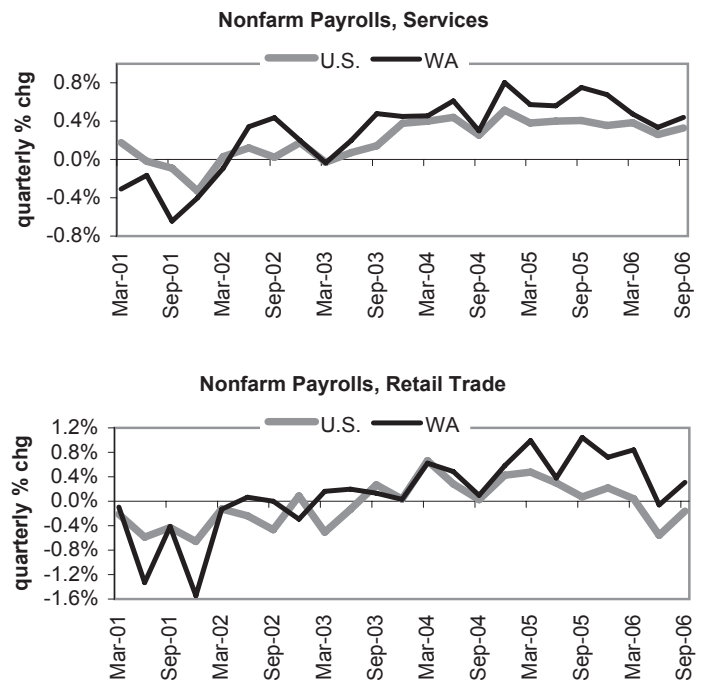 Nonfarm Payrolls, Services
U.S. WA
quarterly % chg
0.8%
0.4%
0.0%
-0.4%
-0.8%
Mar-01 Sep-01 Mar-02 Sep-02 Mar-03 Sep-03 Mar-04 Sep-04 Mar-05 Sep-05 Mar-06 Sep-06
Nonfarm Payrolls, Retail Trade
U.S. WA
quarterly % chg
1.2%
0.8%
0.4%
0.0%
-0.4%
-0.8%
-1.2%
-1.6%
Mar-01 Sep-01 Mar-02 Sep-02 Mar-03 Sep-03 Mar-04 Sep-04 Mar-05 Sep-05 Mar-06 Sep-06